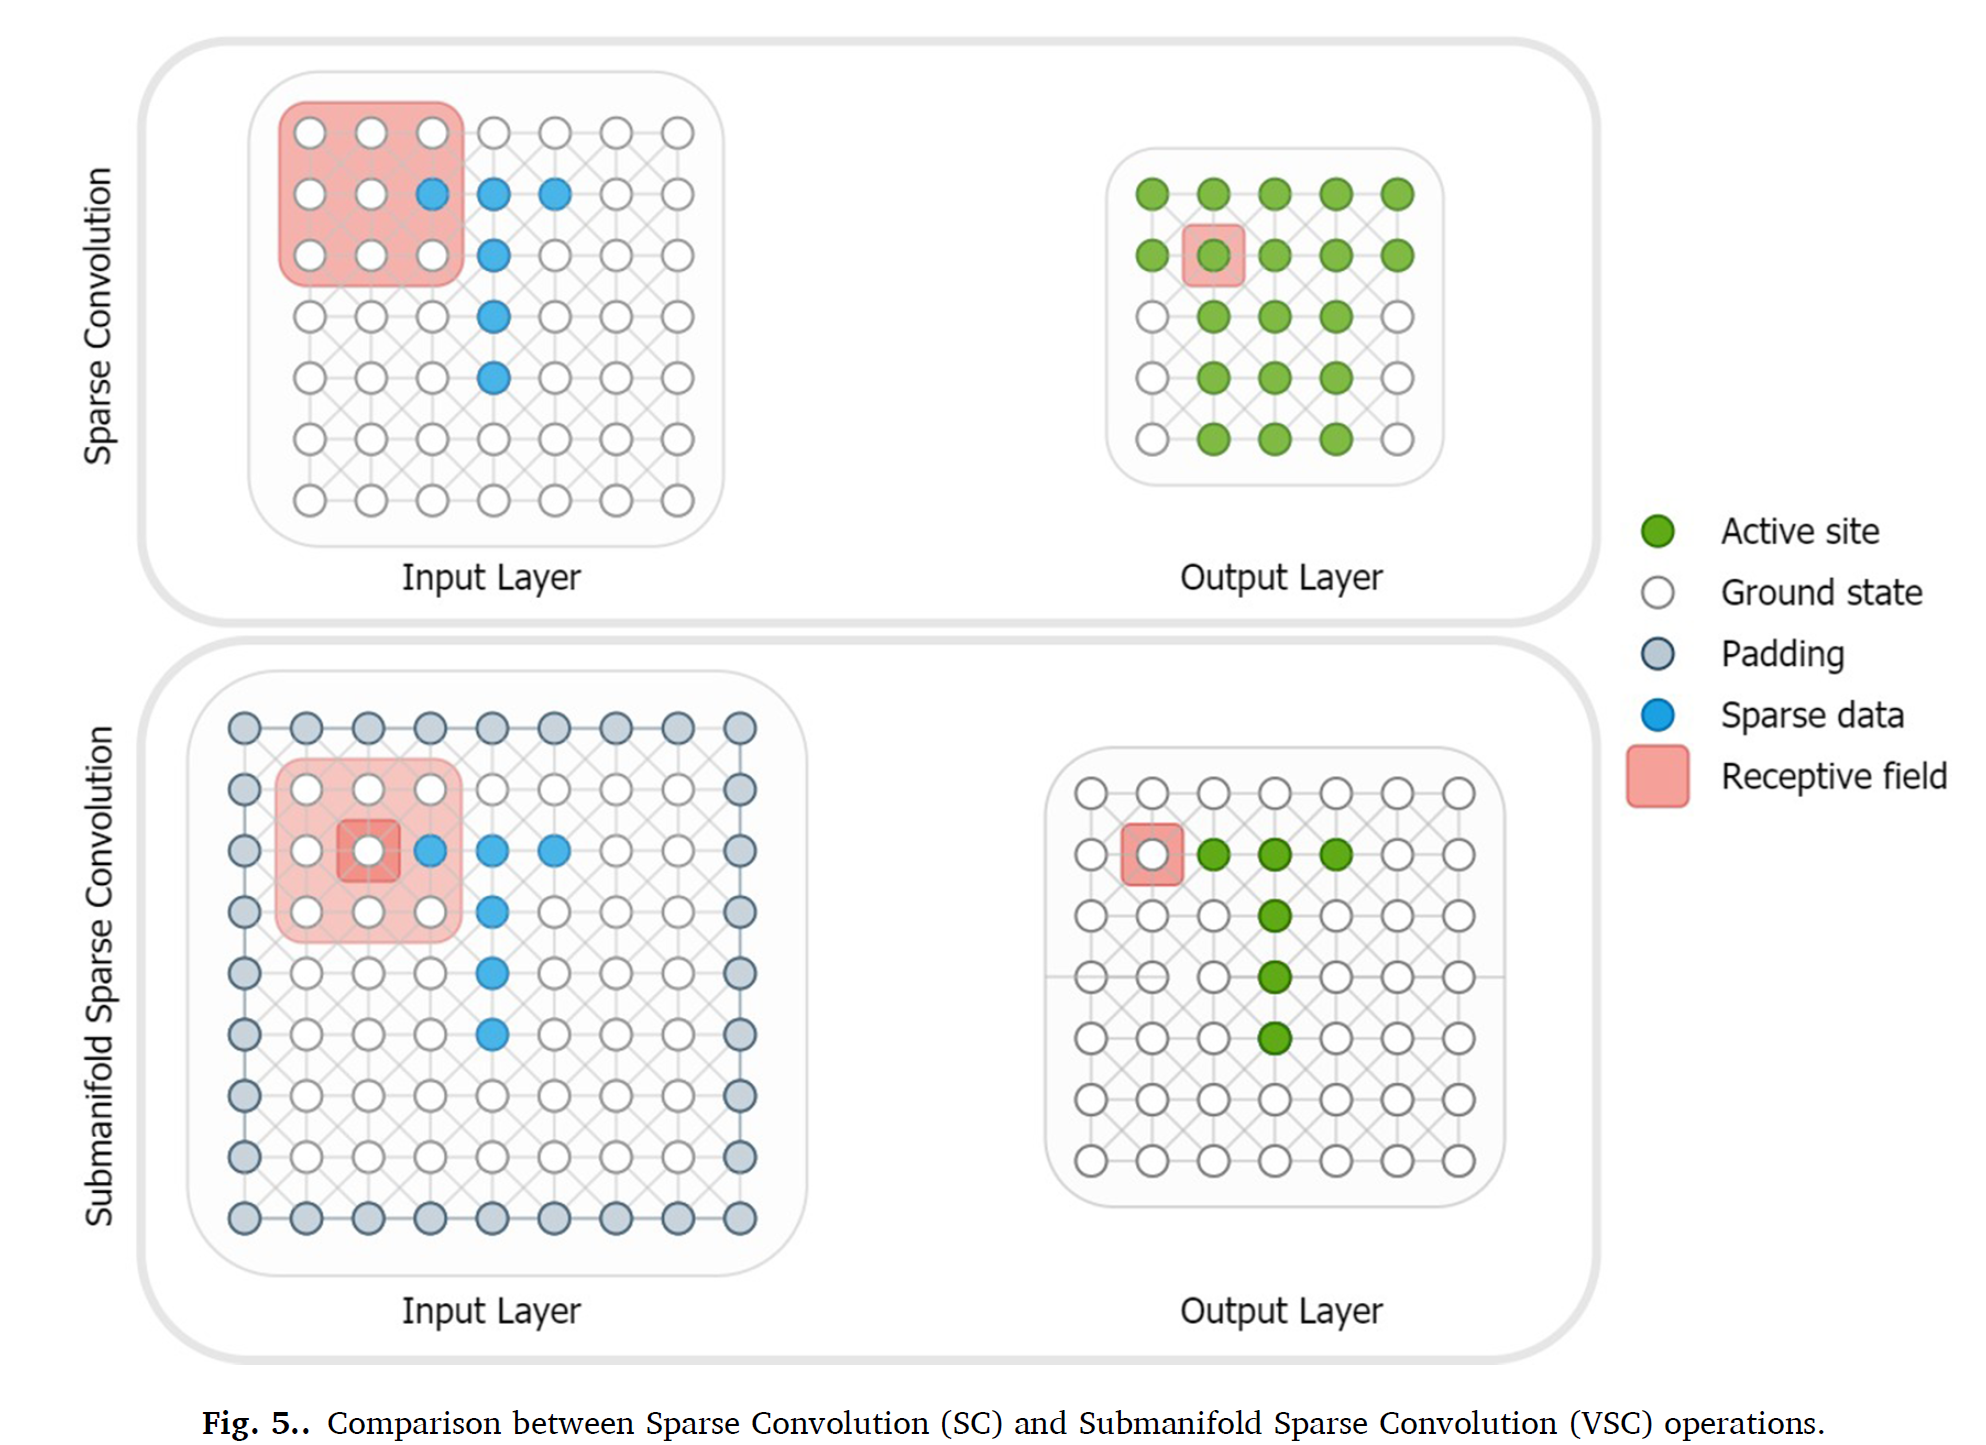 Sparse Convolution
Input Layer
Output Layer
Active site
Ground state
Padding
Sparse data
Receptive field
Submanifold Sparse Convolution
Input Layer
Output Layer
Fig. 5.. Comparison between Sparse Convolution (SC) and Submanifold Sparse Convolution (VSC) operations.